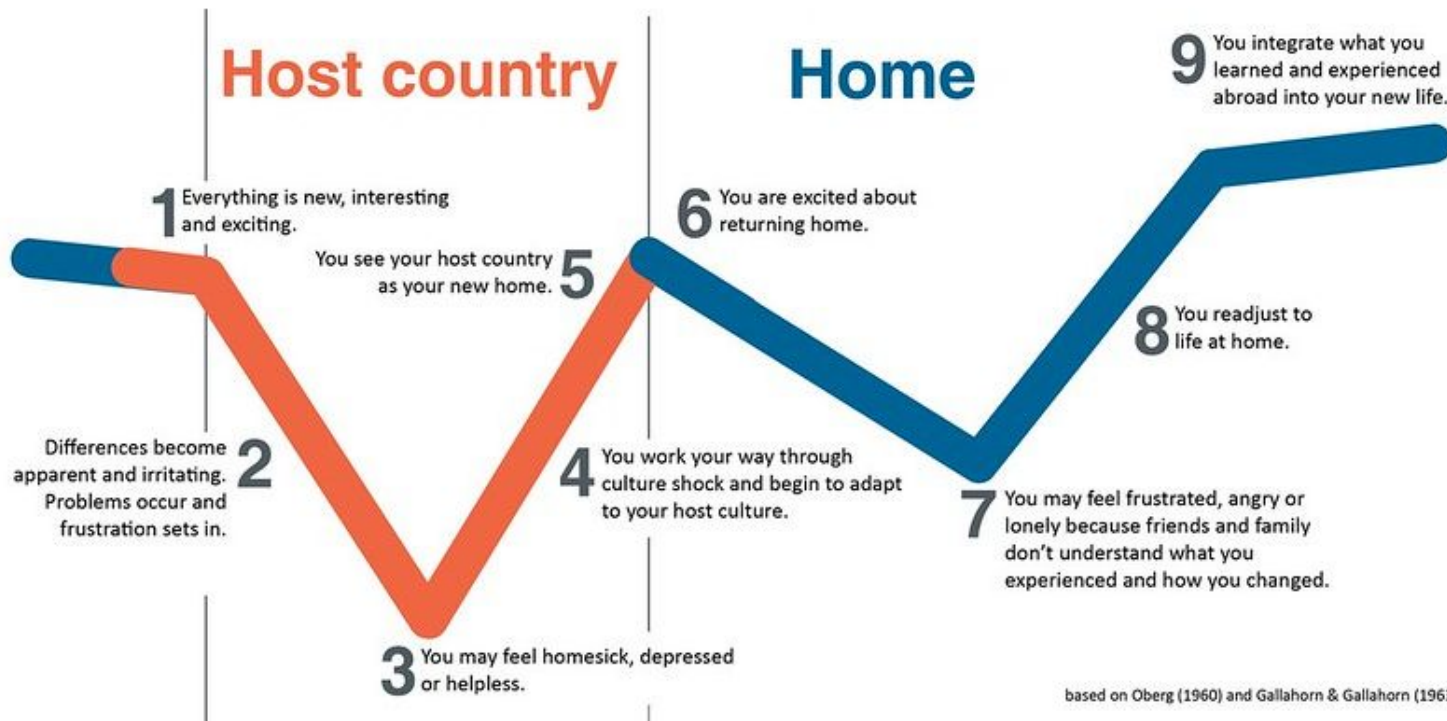 Host country
Home
1 Everything is new, interesting
and exciting.
Differences become
apparent and irritating.
Problems occur and
frustration sets in.
2
3 You may feel homesick, depressed
or helpless.
4 You work your way through
culture shock and begin to adapt
to your host culture.
You see your host country
as your new home.
5
6 You are excited about
returning home.
7 You may feel frustrated, angry or
lonely because friends and family
don’t understand what you
experienced and how you changed.
8 You readjust to
life at home.
9 You integrate what you
learned and experienced
abroad into your new life.
based on Oberg (1960) and Gallahorn & Gallahorn (196